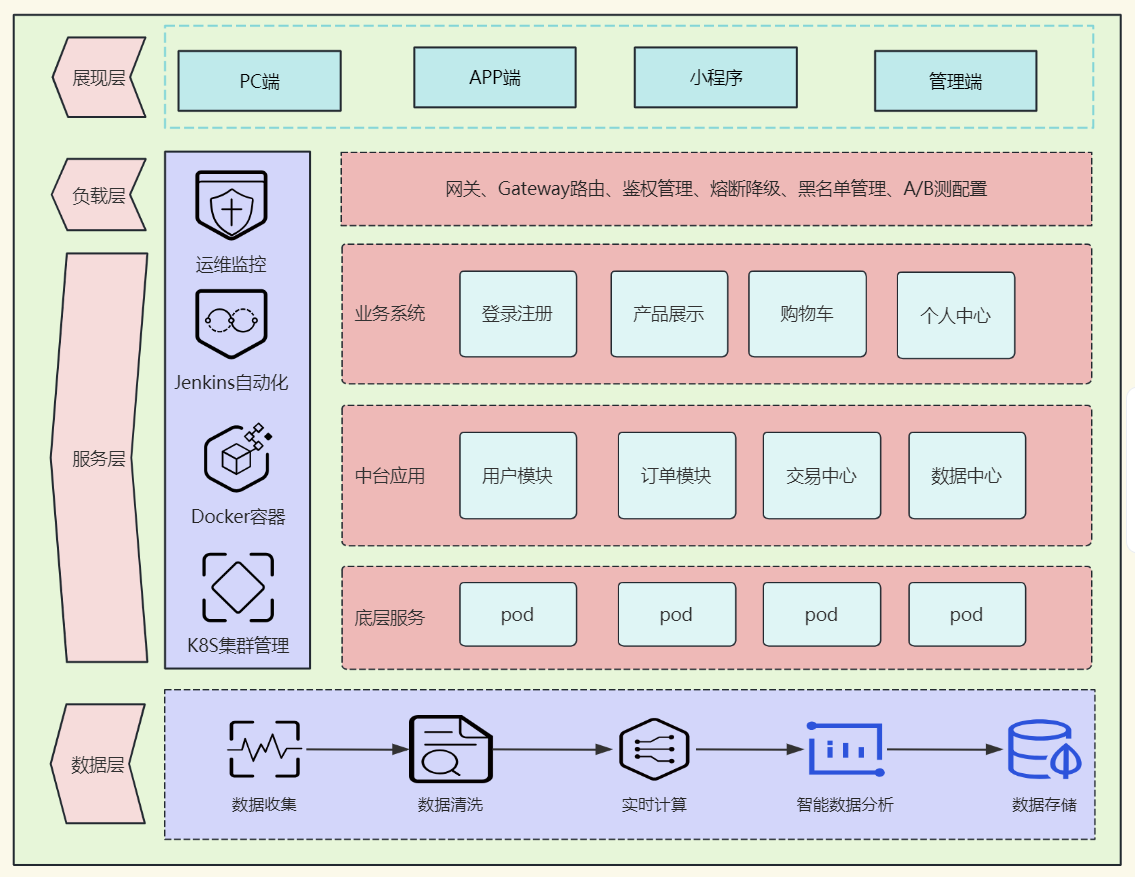 展现层
PC端
APP端
小程序
管理端
负载层
网关、Gateway路由、鉴权管理、熔断降级、黑名单管理、A/B测配置
运维监控
Jenkins自动化
Docker容器
K8S集群管理
服务层
业务系统
登录注册
产品展示
购物车
个人中心
中台应用
用户模块
订单模块
交易中心
数据中心
底层服务
pod
pod
pod
pod
数据层
数据收集
数据清洗
实时计算
智能数据分析
数据存储